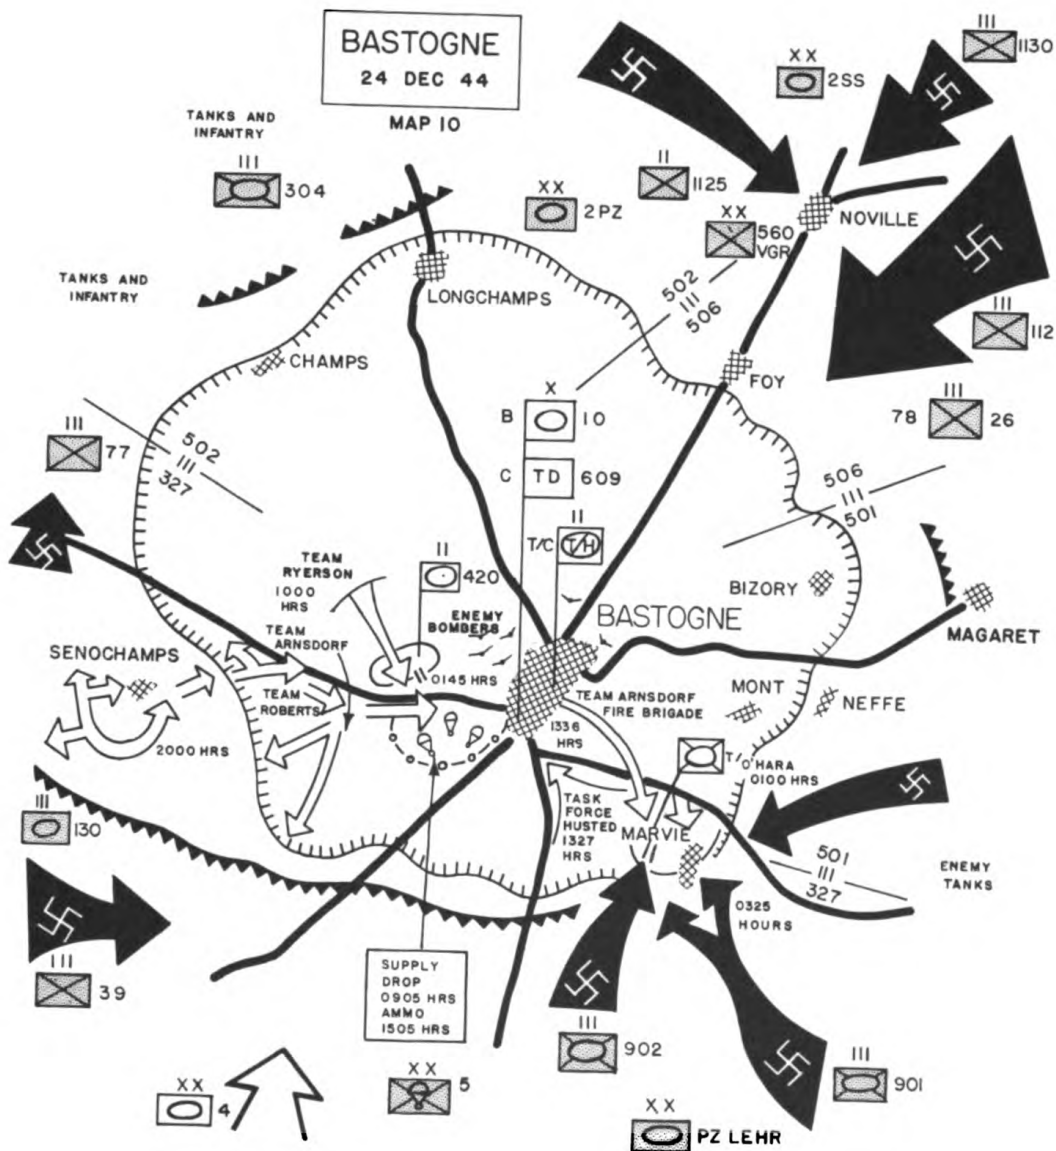 BASTOGNE
24 DEC 44
MAP 10
III
1130
XX
2SS
TANKS AND
INFANTRY
III
304
XX
2PZ
II
1125
XX
560
VGR
NOVILLE
TANKS AND
INFANTRY
LONGCHAMPS
502
III
506
III
112
CHAMPS
FOY
X
B
10
III
78
26
III
77
502
III
327
C
TD
609
506
III
501
II
T/C
T/H
TEAM
RYERSON
1000
HRS
II
420
ENEMY
BOMBERS
BIZORY
BASTOGNE
MAGARET
TEAM
ARNSDORF
SENOCHAMPS
II
0145 HRS
TEAM
ROBERTS
TEAM ARNSDORF
FIRE BRIGADE
MONT
NEFFE
2000 HRS
1336
HRS
T/O'HARA
0100 HRS
TASK
FORCE
HUSTED
1327
HRS
MARVIE
III
130
501
III
327
ENEMY
TANKS
0325
HOURS
SUPPLY
DROP
0905 HRS
AMMO
1505 HRS
III
39
III
902
XX
4
XX
5
III
901
XX
PZ LEHR